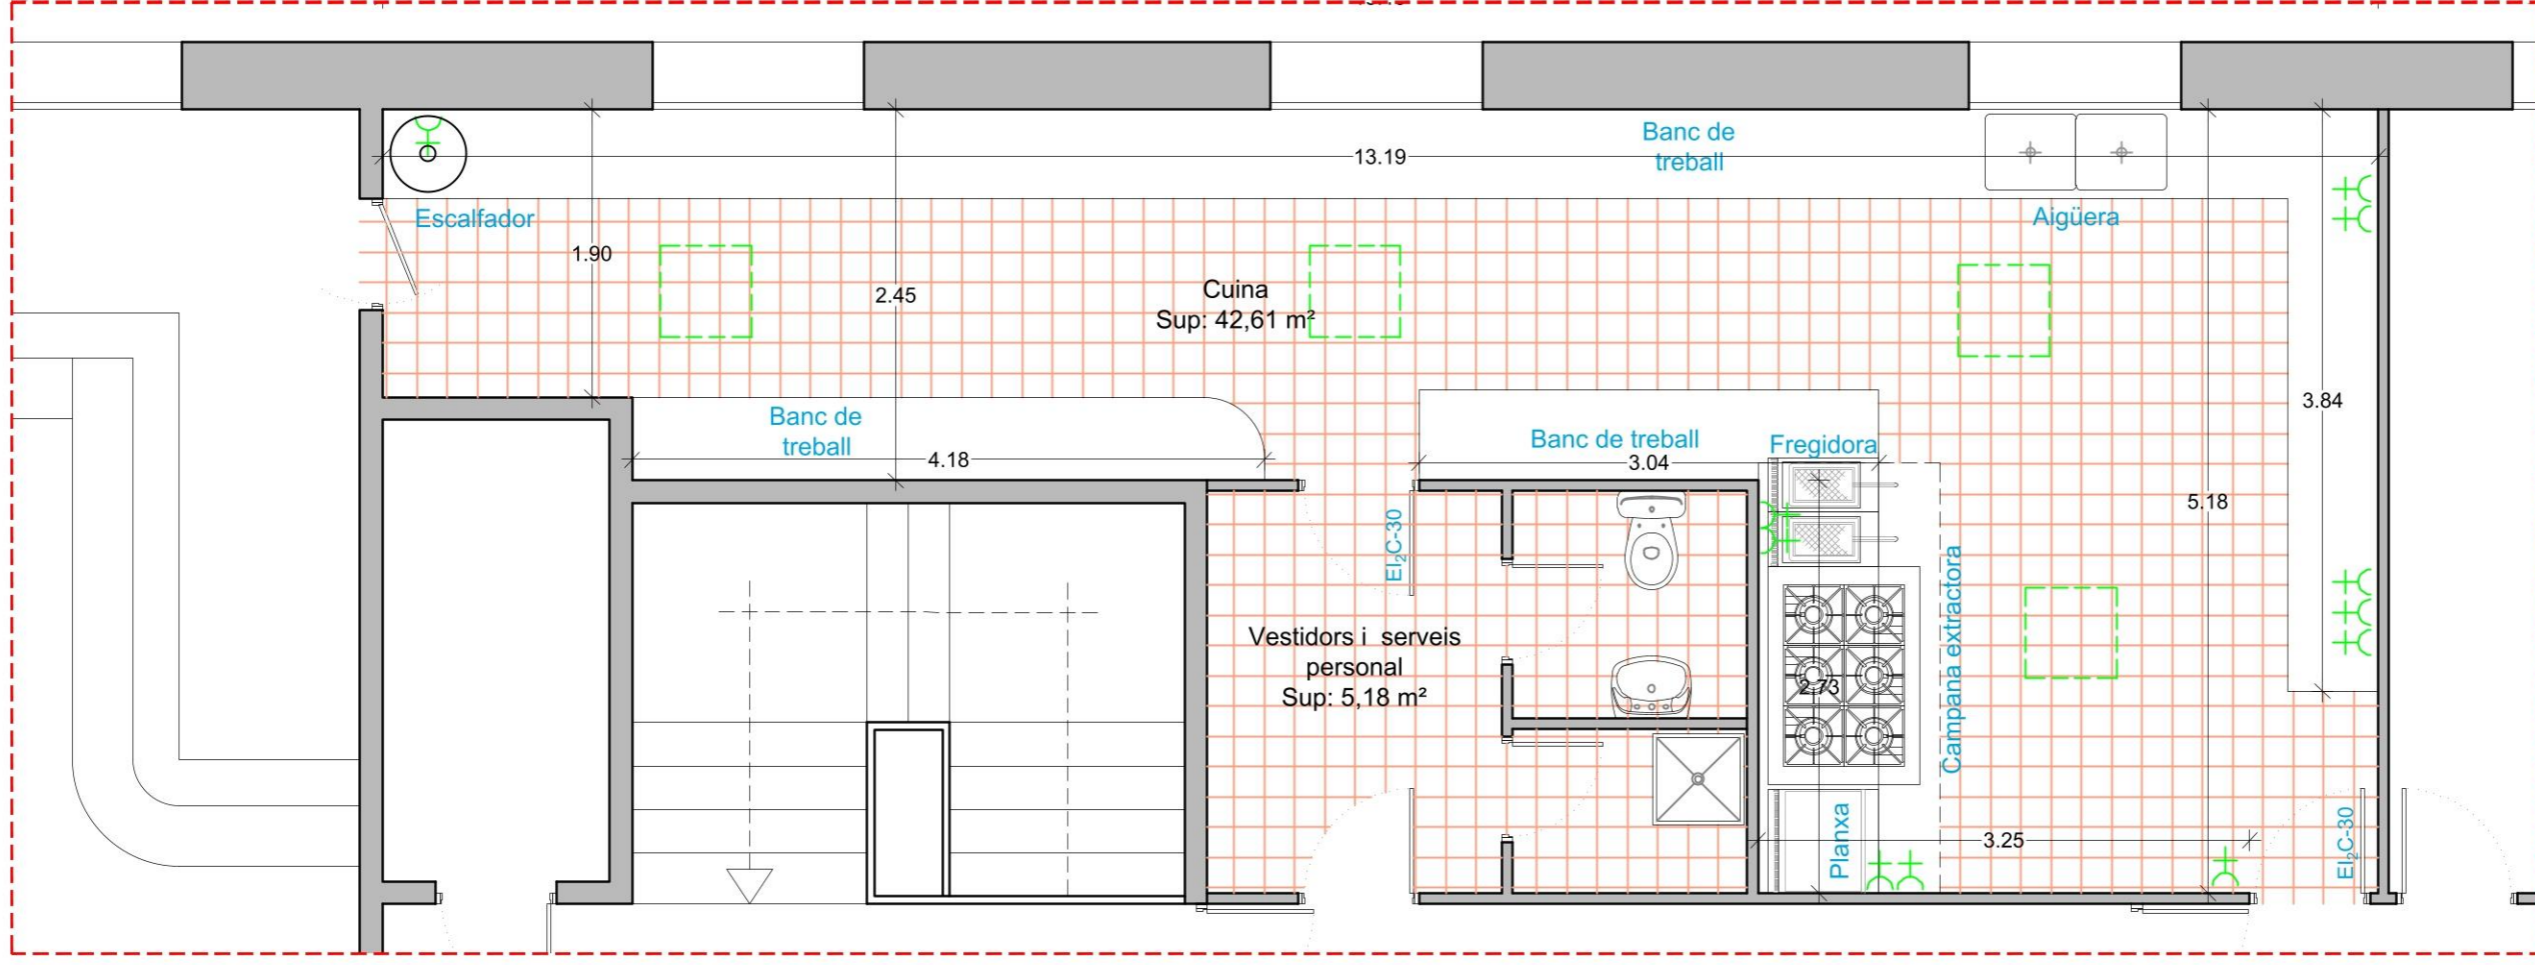 13.19
Banc de
treball
Escalfador
Aigüera
1.90
2.45
Cuina
Sup: 42,61 m²
3.84
Banc de
treball
4.18
Banc de treball
3.04
Fregidora
5.18
EI₂C-30
Vestidors i serveis
personal
Sup: 5,18 m²
2.73
Campana extractora
Planxa
3.25
EI₂C-30